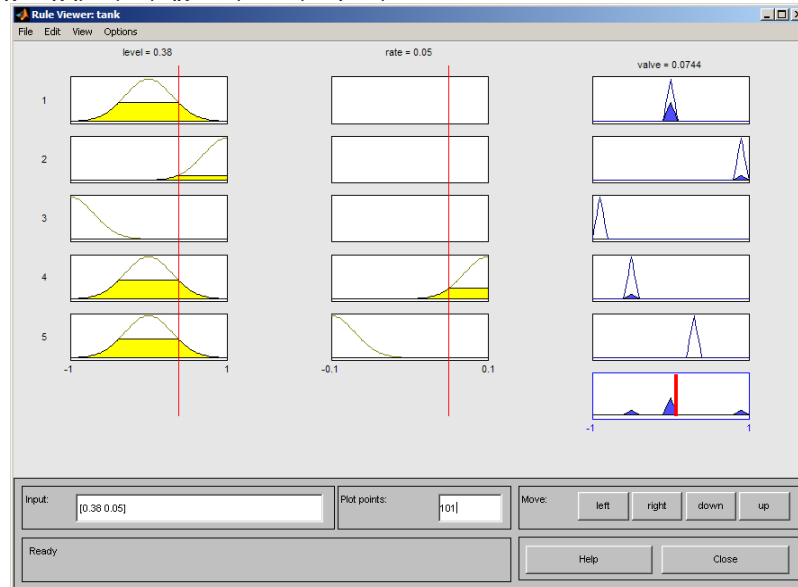 Rule Viewer: tank
File Edit View Options
level = 0.38
rate = 0.05
valve = 0.0744
1
2
3
4
5
-1 1
-0.1 0.1
-1 1
Input: [0.38 0.05]
Plot points: 101
Move: left right down up
Ready
Help Close